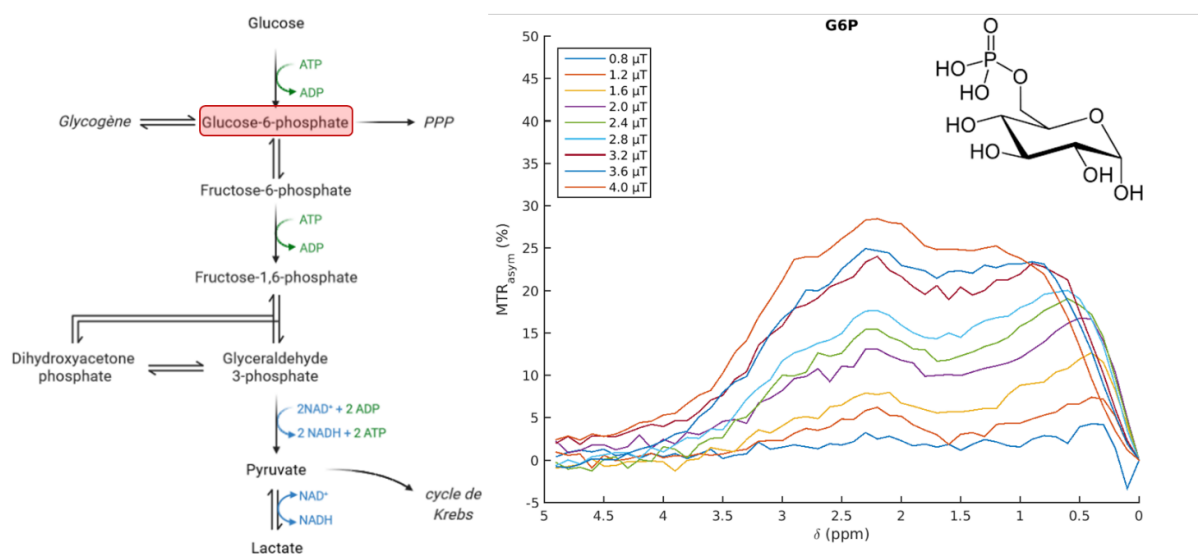 Glucose
ATP
ADP
Glycogène
Glucose-6-phosphate
PPP
Fructose-6-phosphate
ATP
ADP
Fructose-1,6-phosphate
Dihydroxyacetone
phosphate
Glyceraldehyde
3-phosphate
2NAD⁺ + 2 ADP
2 NADH + 2 ATP
Pyruvate
NAD⁺
NADH
cycle de
Krebs
Lactate
G6P
50
45
40
35
30
25
20
15
10
5
0
-5
MTRasym (%)
0.8 μT
1.2 μT
1.6 μT
2.0 μT
2.4 μT
2.8 μT
3.2 μT
3.6 μT
4.0 μT
O
HO
P
O
HO
HO
O
HO
OH
OH
5 4.5 4 3.5 3 2.5 2 1.5 1 0.5 0
δ (ppm)